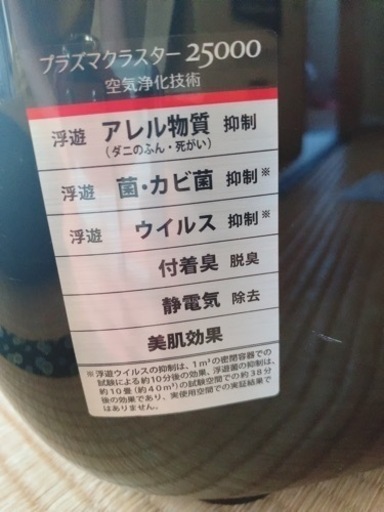 プラズマクラスター 25000
空気浄化技術
浮遊 アレル物質 抑制
(ダニのふん・死がい)
浮遊 菌・カビ菌 抑制※
浮遊 ウイルス 抑制※
付着臭 脱臭
静電気 除去
美肌効果
※浮遊ウイルスの抑制は、1m³の密閉容器での
試験による約10分後の効果、浮遊菌の抑制は、
約10畳(約40m³)の試験空間での約38分
後の効果であり、実使用空間での実証結果で
はありません。